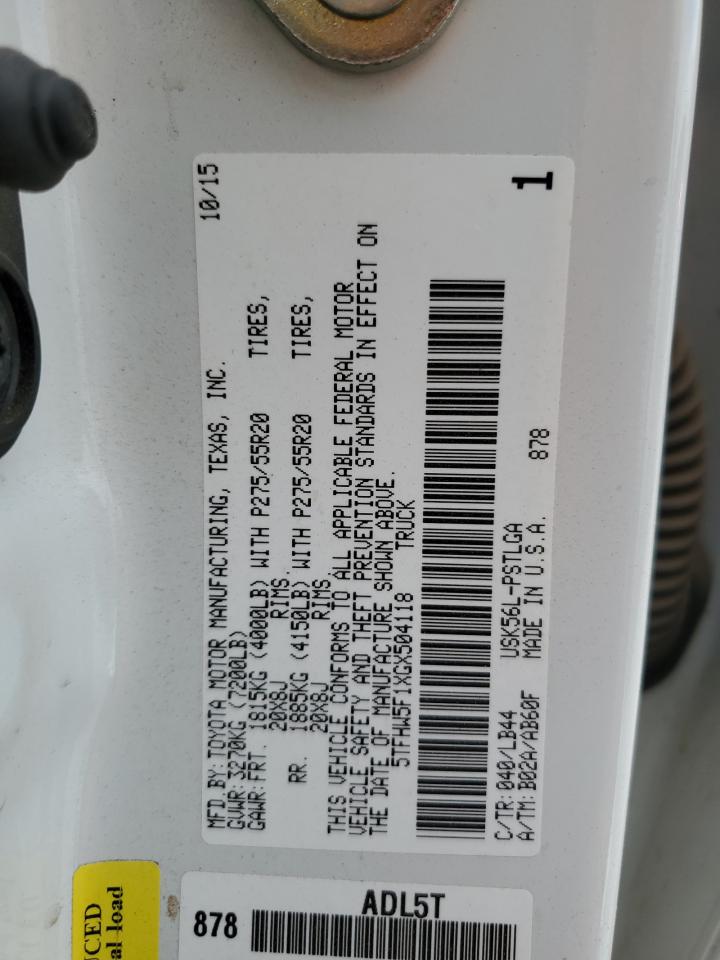 MFD.BY: TOYOTA MOTOR MANUFACTURING, TEXAS, INC. 10/15
GVWR: 3270KG (7200LB)
GAWR: FRT. 1815KG (4000LB) WITH P275/55R20 TIRES,
20X8J RIMS.
RR. 1885KG (4150LB) WITH P275/55R20 TIRES,
20X8J RIMS.
THIS VEHICLE CONFORMS TO ALL APPLICABLE FEDERAL MOTOR
VEHICLE SAFETY AND THEFT PREVENTION STANDARDS IN EFFECT ON
THE DATE OF MANUFACTURE SHOWN ABOVE.
5TFHW5F1XGX504118 TRUCK
C/TR: 040/LB44 USK56L-PSTLGA
A/TM: B02A/AB60F MADE IN U.S.A. 878
1
UCED
al load
ADL5T
878